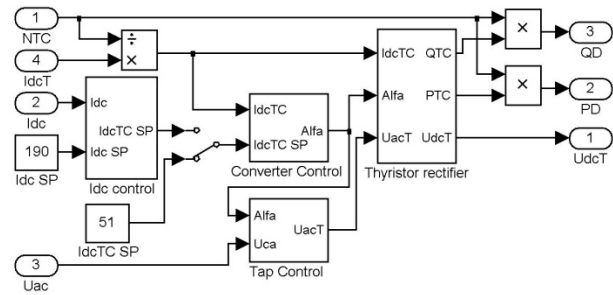 1
NTC
4
IdcT
÷
×
2
Idc
190
Idc SP
Idc
IdcTC SP
Idc SP
Idc control
51
IdcTC SP
IdcTC
Alfa
IdcTC SP
Converter Control
Alfa
UacT
Uca
Tap Control
3
Uac
IdcTC
QTC
Alfa
PTC
UacT
UdcT
Thyristor rectifier
×
3
QD
×
2
PD
1
UdcT